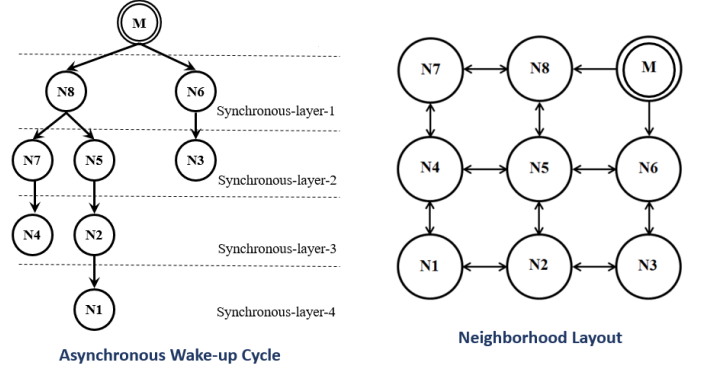 M
N8
N6
Synchronous-layer-1
N7
N5
N3
Synchronous-layer-2
N4
N2
Synchronous-layer-3
N1
Synchronous-layer-4
Asynchronous Wake-up Cycle
N7
N8
M
N4
N5
N6
N1
N2
N3
Neighborhood Layout